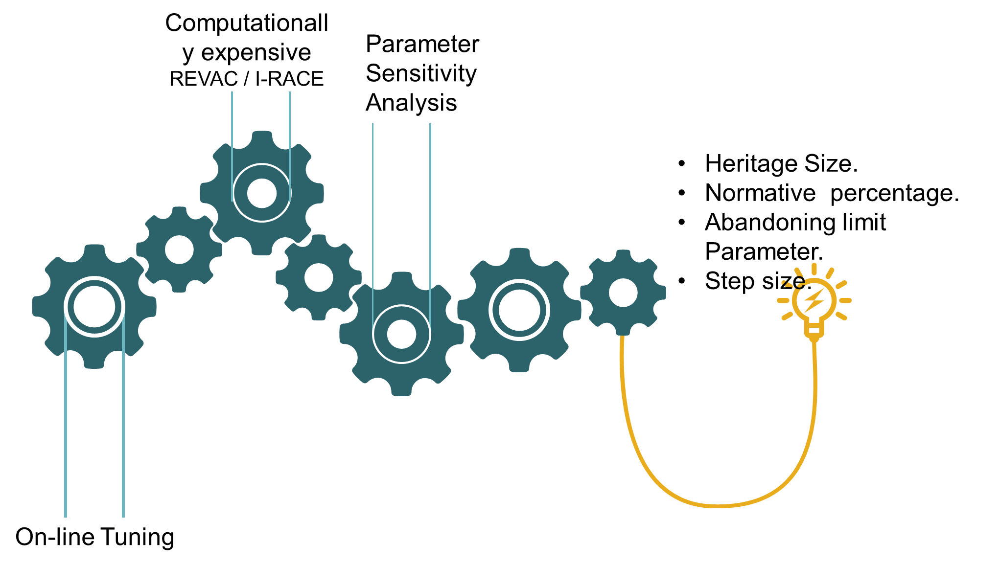 Computationall
y expensive
REVAC / I-RACE
Parameter
Sensitivity
Analysis
• Heritage Size.
• Normative  percentage.
• Abandoning limit
Parameter.
• Step size.
On-line Tuning